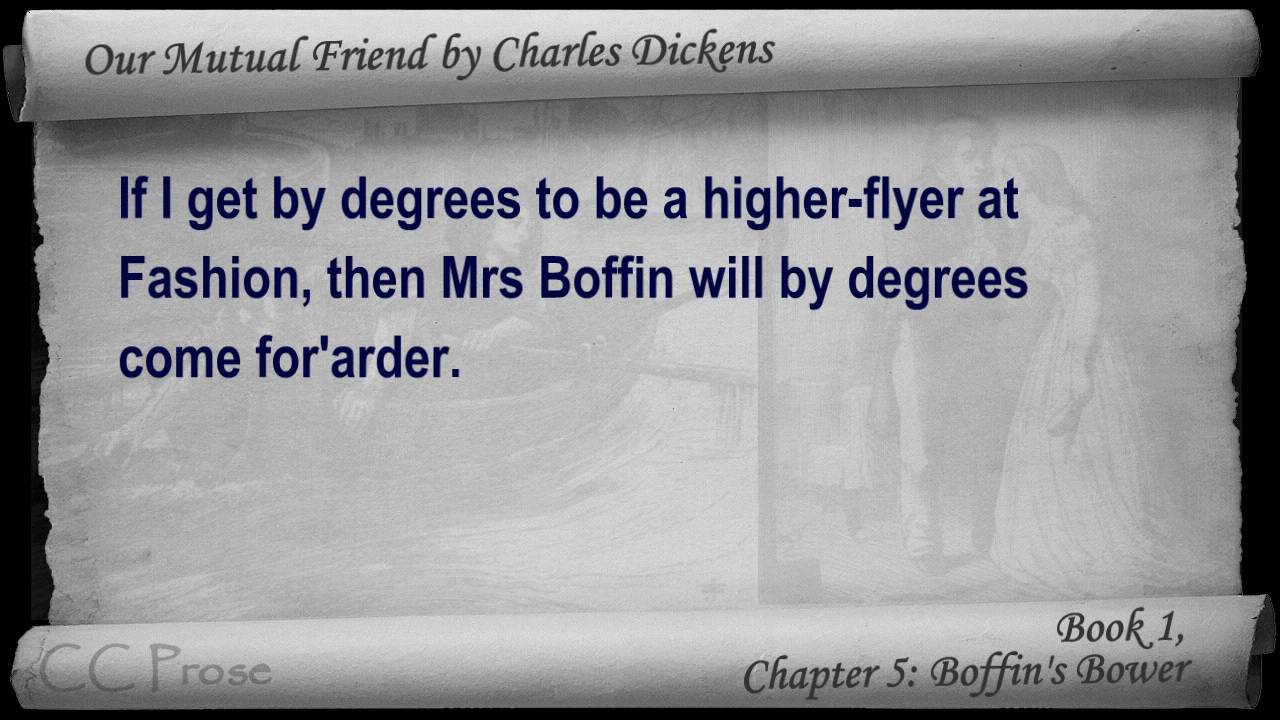 Our Mutual Friend by Charles Dickens
If I get by degrees to be a higher-flyer at
Fashion, then Mrs Boffin will by degrees
come for'arder.
CC Prose
Book 1,
Chapter 5: Boffin's Bower